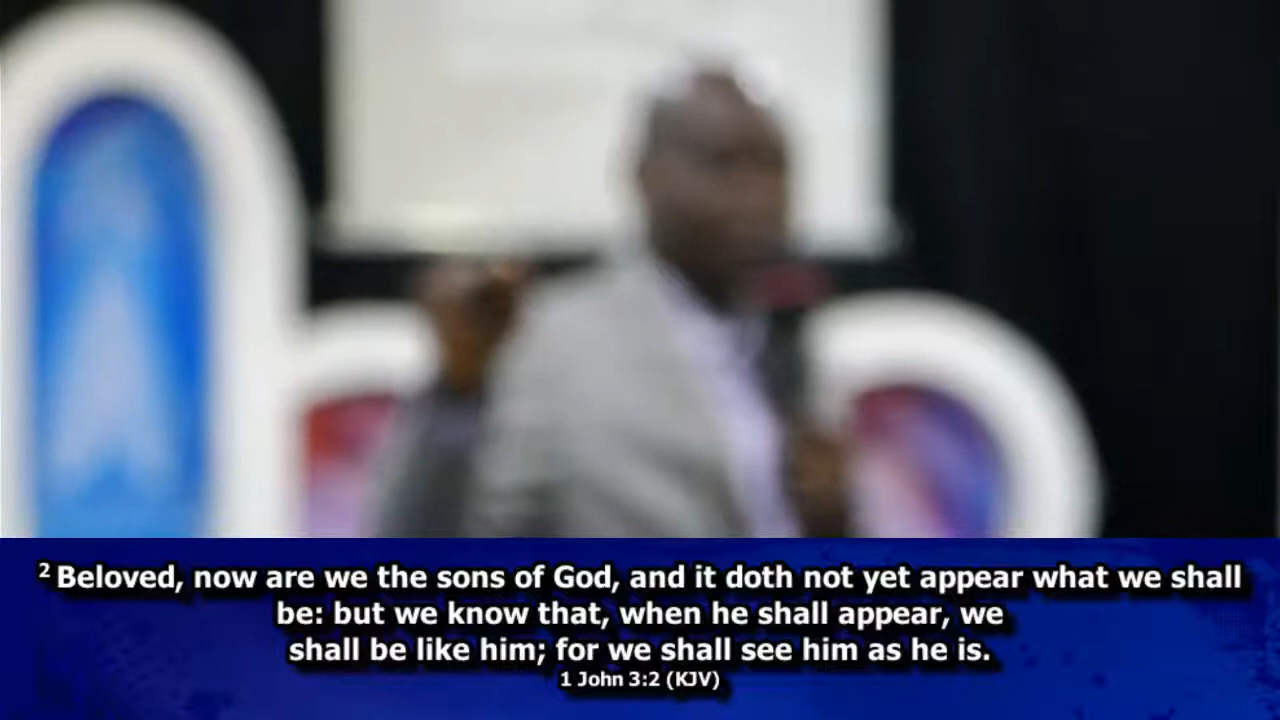 2 Beloved, now are we the sons of God, and it doth not yet appear what we shall
be: but we know that, when he shall appear, we
shall be like him; for we shall see him as he is.
1 John 3:2 (KJV)